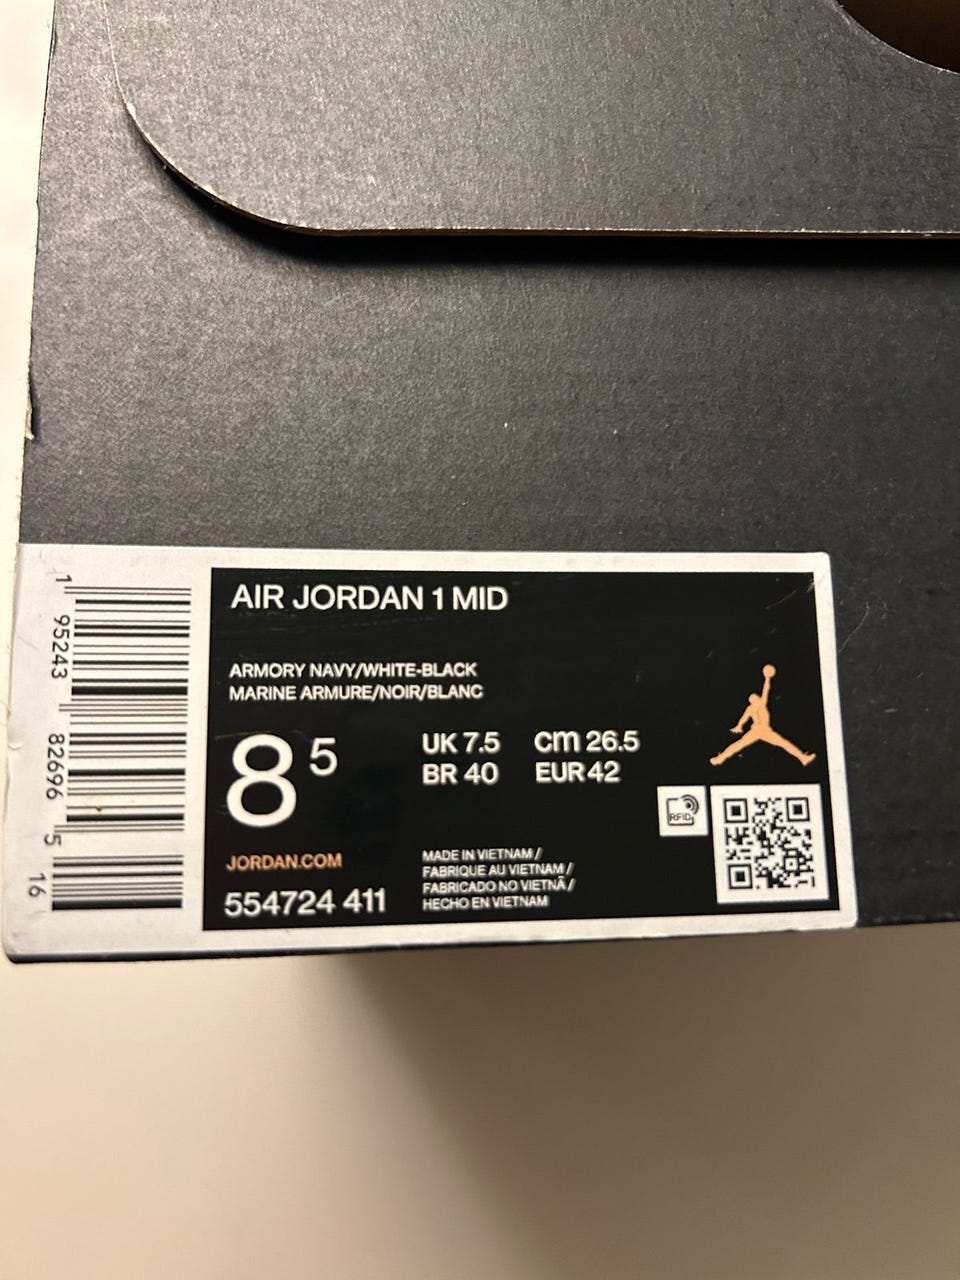 AIR JORDAN 1 MID
ARMORY NAVY/WHITE-BLACK
MARINE ARMURE/NOIR/BLANC
8 5
UK 7.5 cm 26.5
BR 40 EUR 42
RFID
JORDAN.COM
554724 411
MADE IN VIETNAM /
FABRIQUE AU VIETNAM /
FABRICADO NO VIETNÃ /
HECHO EN VIETNAM
1 95243 82696 5 16